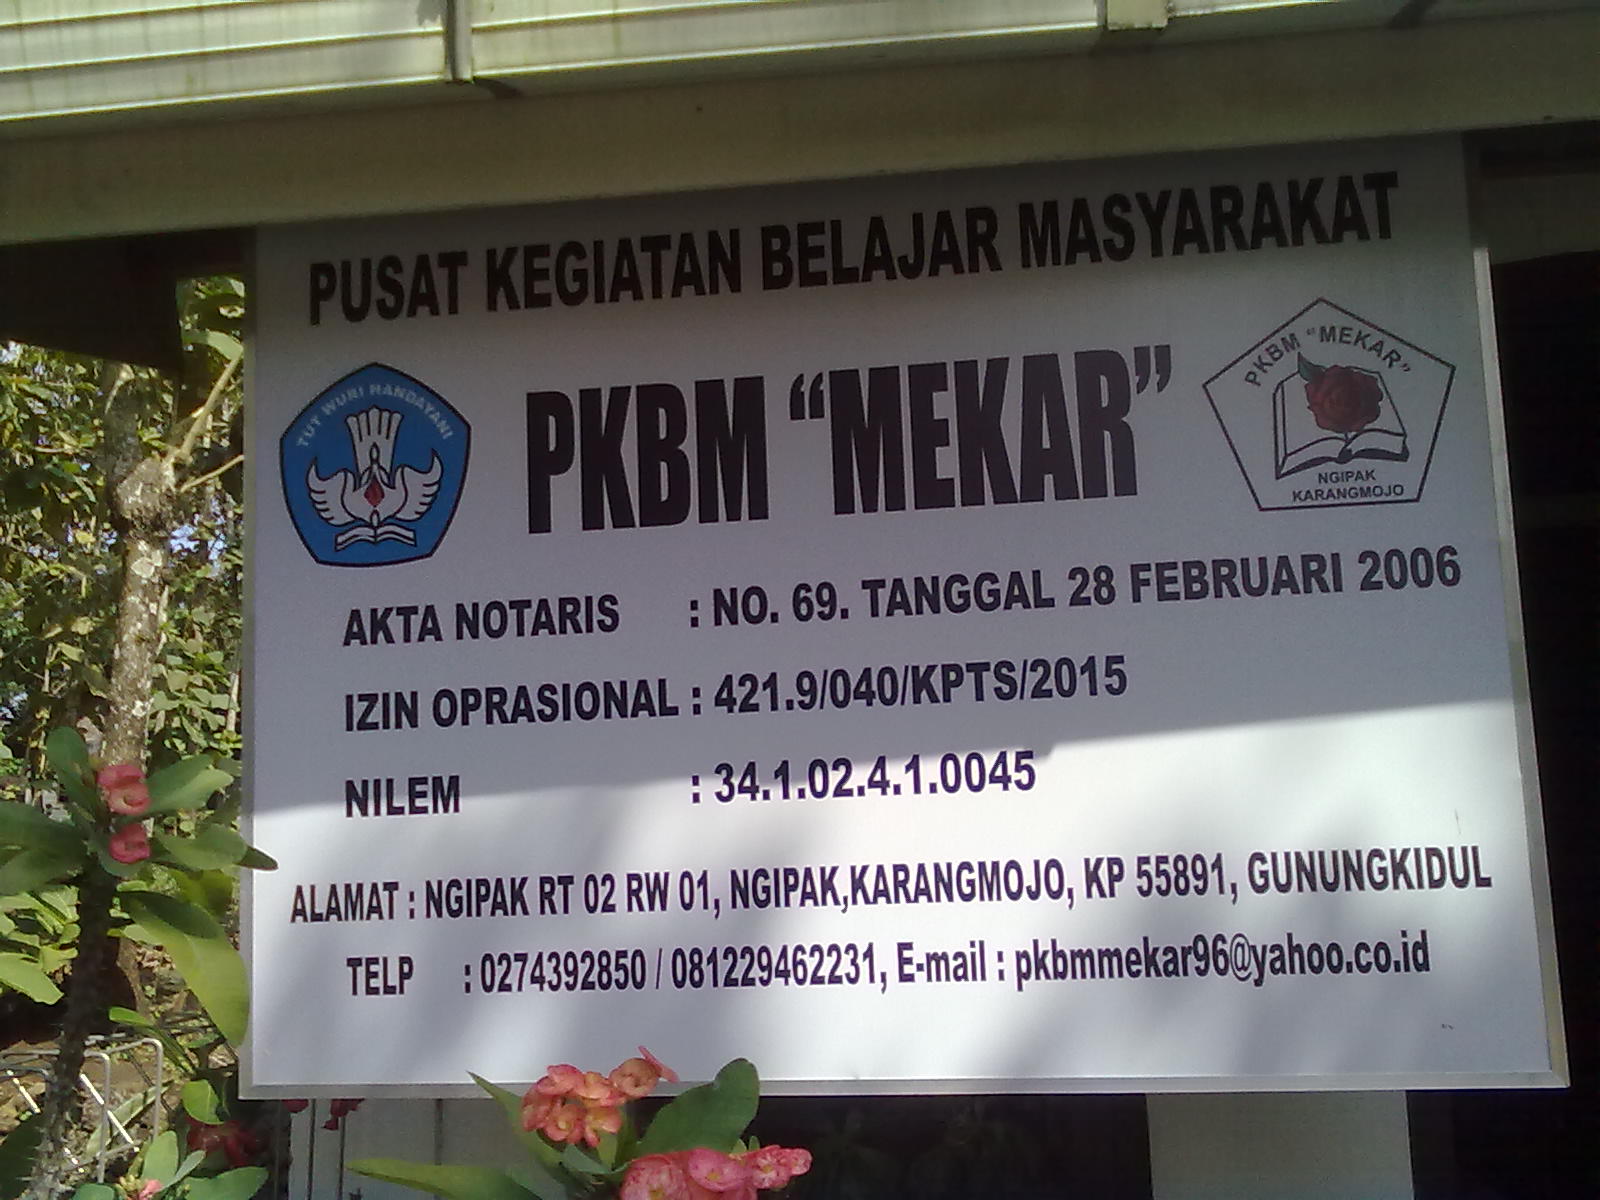 PUSAT KEGIATAN BELAJAR MASYARAKAT
TUT WURI HANDAYANI
PKBM “MEKAR”
PKBM “MEKAR”
NGIPAK
KARANGMOJO
AKTA NOTARIS : NO. 69. TANGGAL 28 FEBRUARI 2006
IZIN OPRASIONAL : 421.9/040/KPTS/2015
NILEM : 34.1.02.4.1.0045
ALAMAT : NGIPAK RT 02 RW 01, NGIPAK,KARANGMOJO, KP 55891, GUNUNGKIDUL
TELP : 0274392850 / 081229462231, E-mail : pkbmmekar96@yahoo.co.id